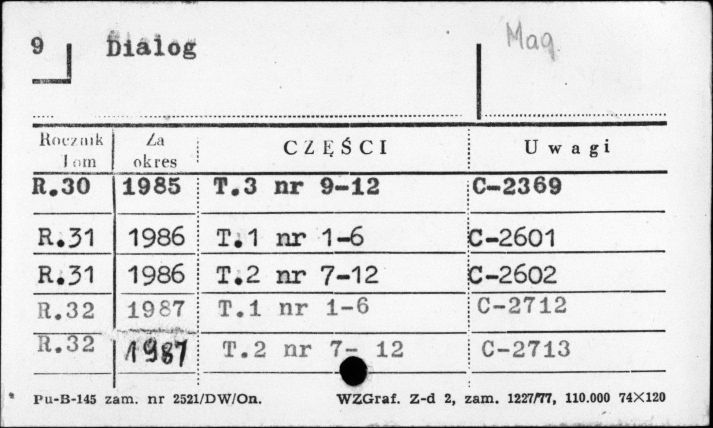 9 Dialog Mag.
Rocznik Tom Za okres CZĘŚCI Uwagi
R.30 1985 T.3 nr 9-12 C-2369
R.31 1986 T.1 nr 1-6 C-2601
R.31 1986 T.2 nr 7-12 C-2602
R.32 1987 T.1 nr 1-6 C-2712
R.32 1987 T.2 nr 7- 12 C-2713
Pu-B-145 zam. nr 2521/DW/On. WZGraf. Z-d 2, zam. 1227/77, 110.000 74×120